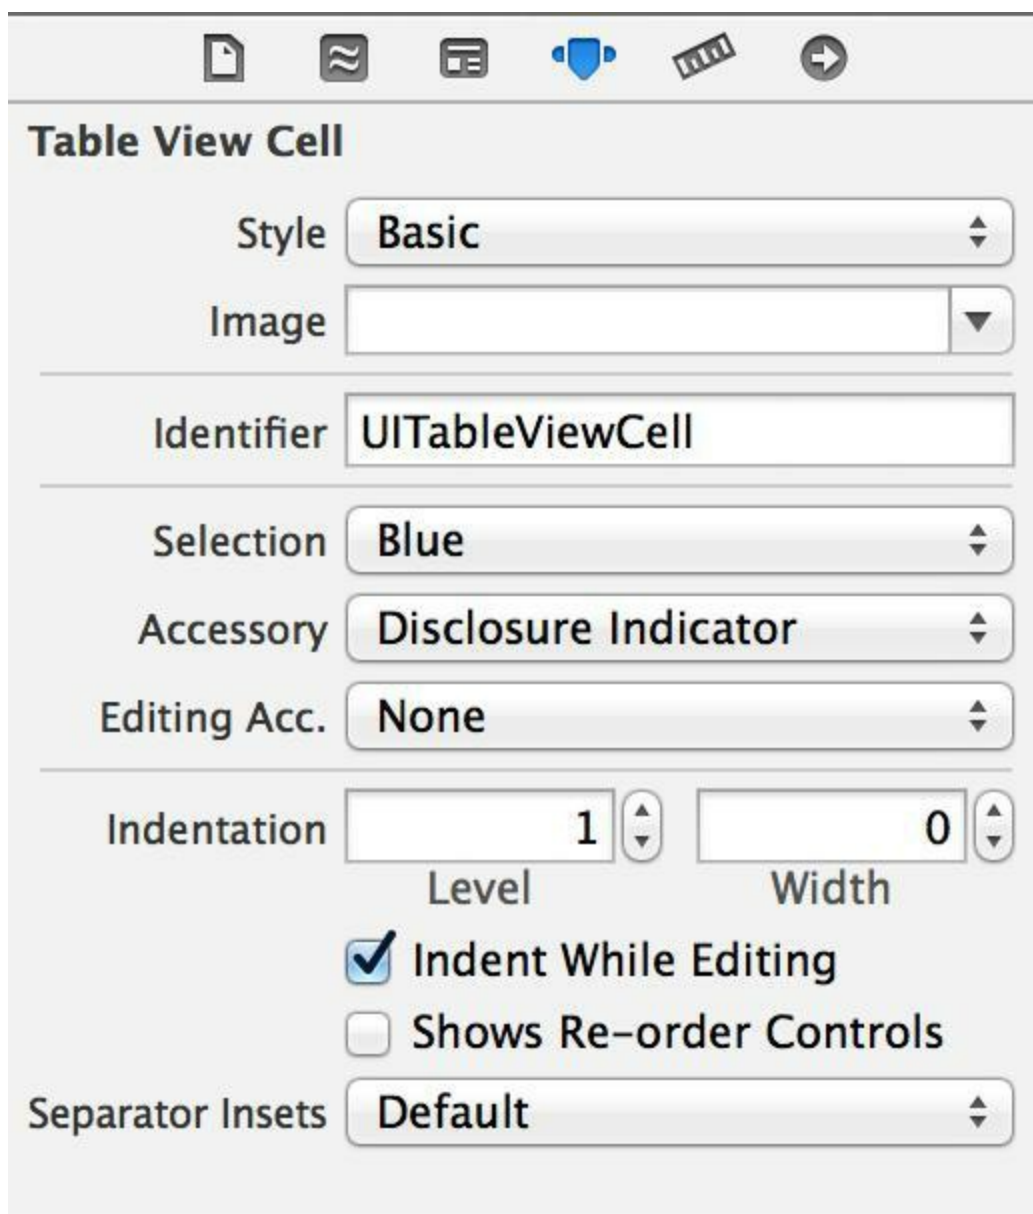 Table View Cell
Style Basic
Image
Identifier UITableViewCell
Selection Blue
Accessory Disclosure Indicator
Editing Acc. None
Indentation 1 0
Level Width
Indent While Editing
Shows Re-order Controls
Separator Insets Default